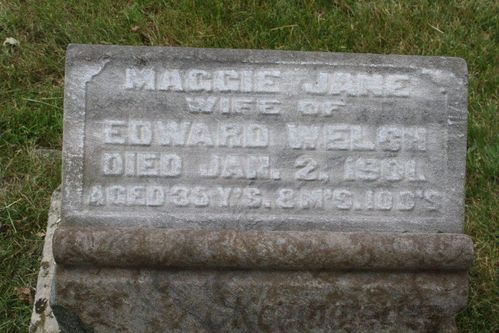 MAGGIE JANE
WIFE OF
EDWARD WELCH
DIED JAN. 2, 1901.
AGED 35 Y'S. 8 M'S. 10 D'S